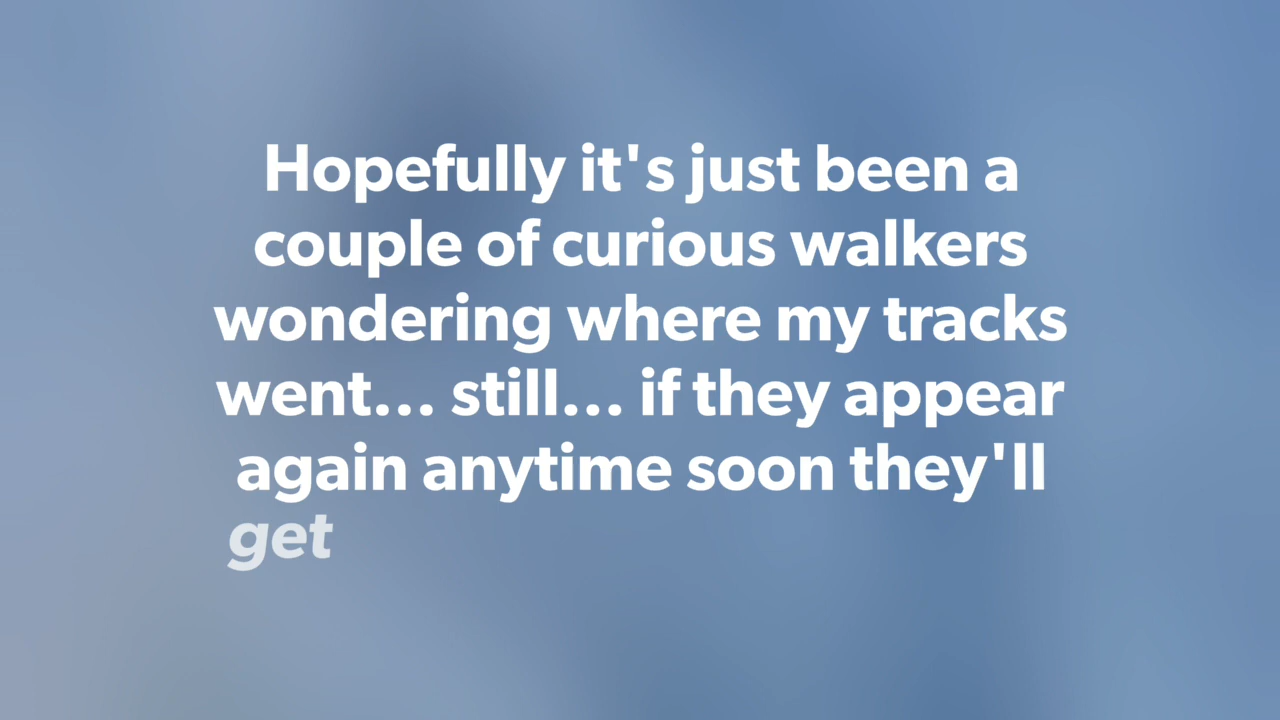 Hopefully it's just been a
couple of curious walkers
wondering where my tracks
went... still... if they appear
again anytime soon they'll
get